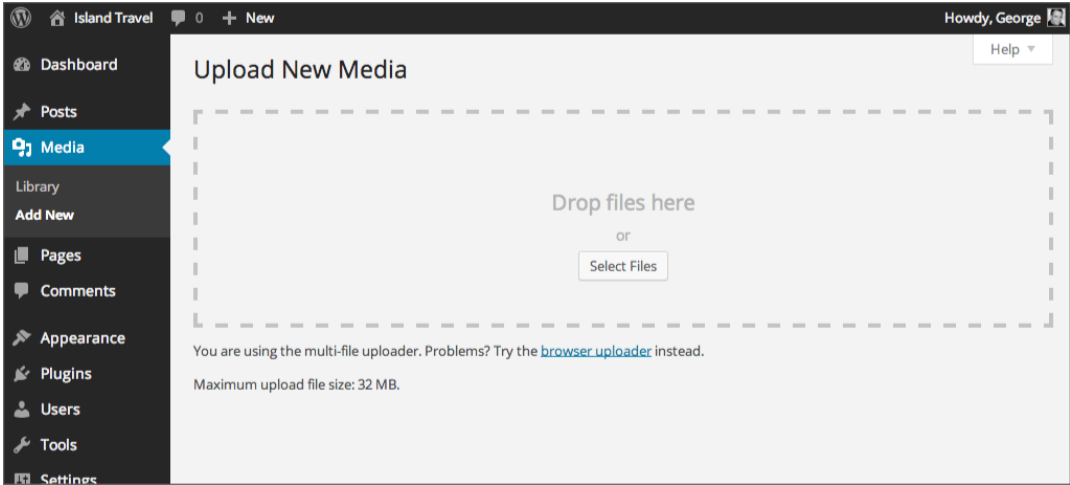 Island Travel 0 + New Howdy, George
Help
Dashboard
Upload New Media
Posts
Media
Library
Add New
Pages
Comments
Appearance
Plugins
Users
Tools
Settings
Drop files here
or
Select Files
You are using the multi-file uploader. Problems? Try the browser uploader instead.
Maximum upload file size: 32 MB.